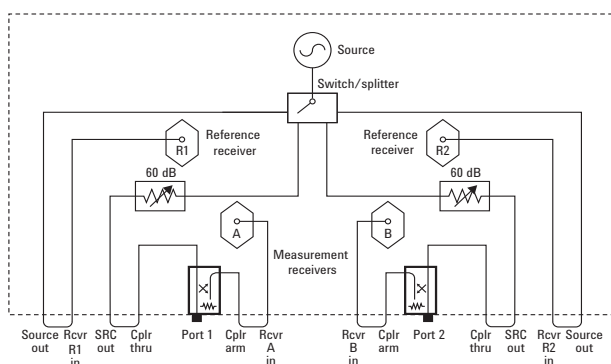 Source
Switch/splitter
Reference
receiver
R1
Reference
receiver
R2
60 dB
60 dB
A
B
Measurement
receivers
Source
out
Rcvr
R1
in
SRC
out
Cplr
thru
Port 1
Cplr
arm
Rcvr
A
in
Rcvr
B
in
Cplr
arm
Port 2
Cplr
thru
SRC
out
Rcvr
R2
in
Source
out